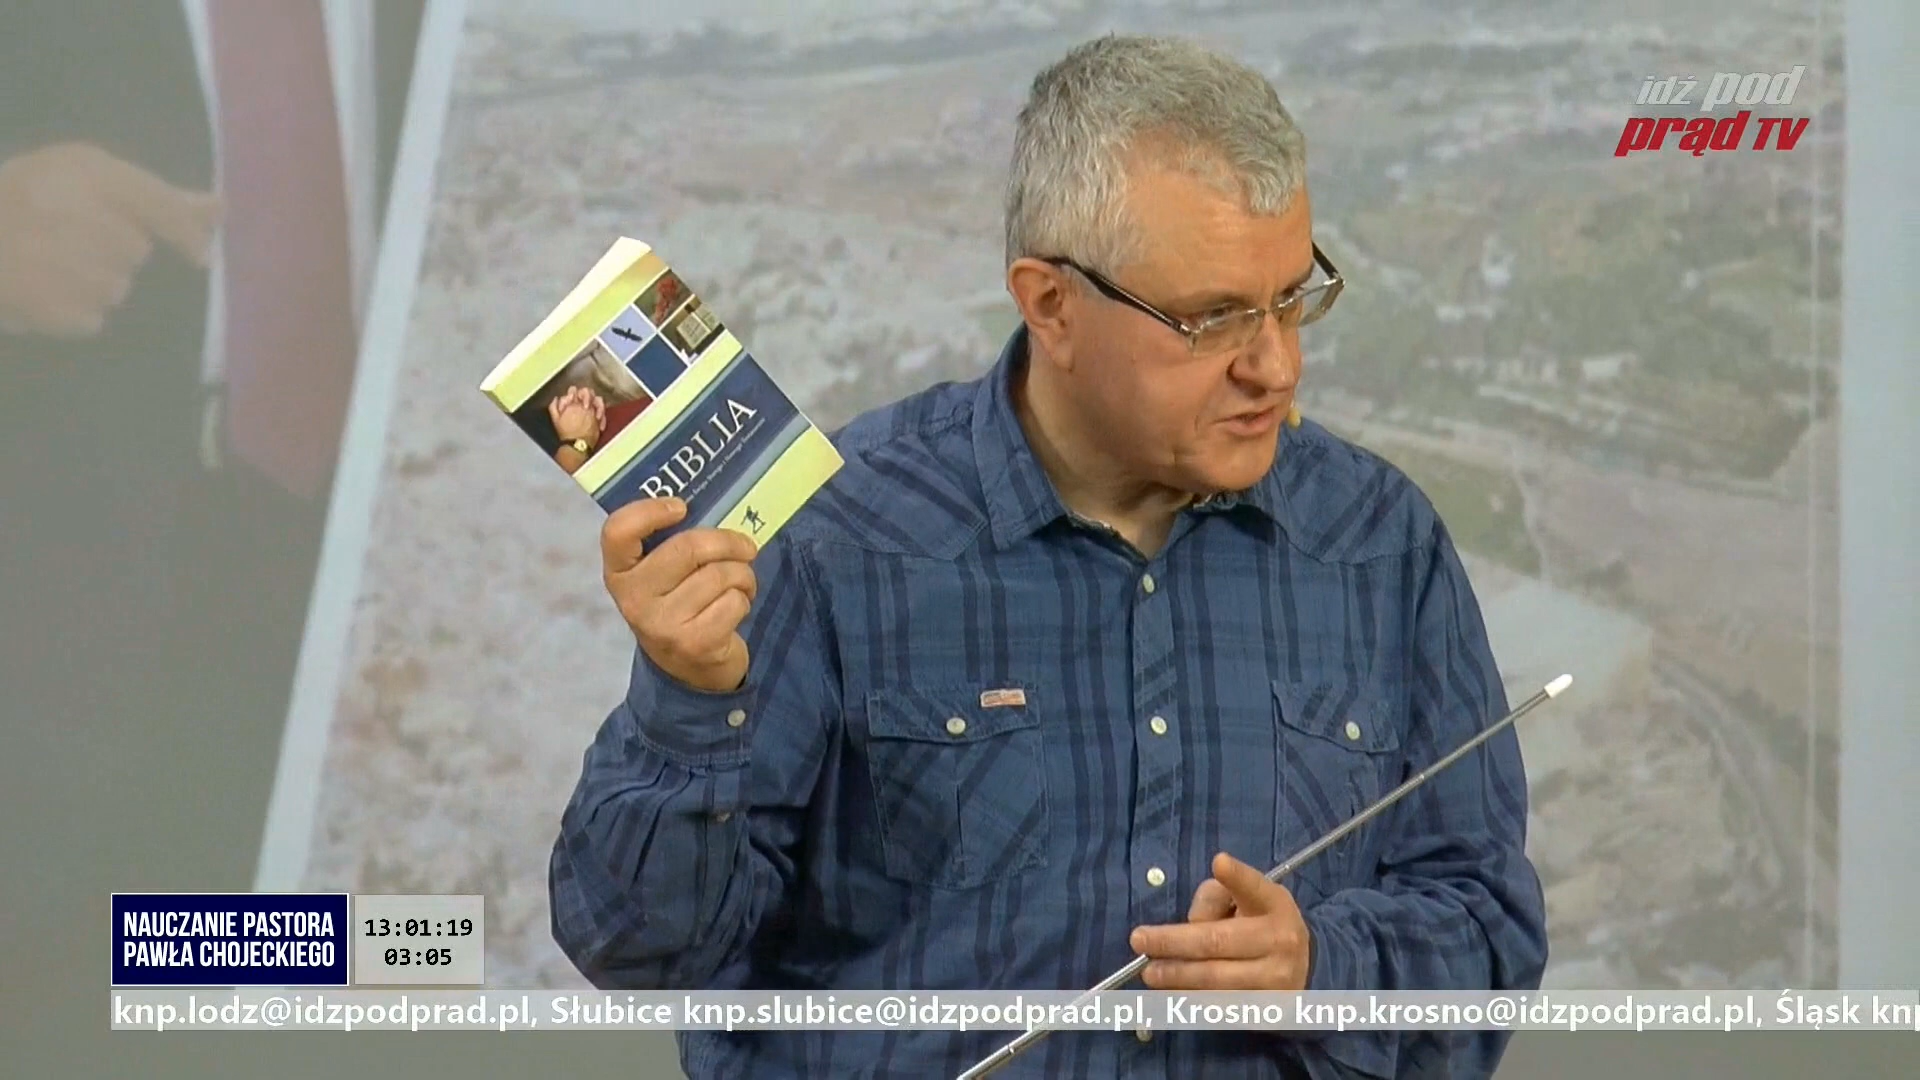 idź pod
prąd TV
BIBLIA
NAUCZANIE PASTORA
PAWŁA CHOJECKIEGO
13:01:19
03:05
knp.lodz@idzpodprad.pl, Słubice knp.slubice@idzpodprad.pl, Krosno knp.krosno@idzpodprad.pl, Śląsk knp